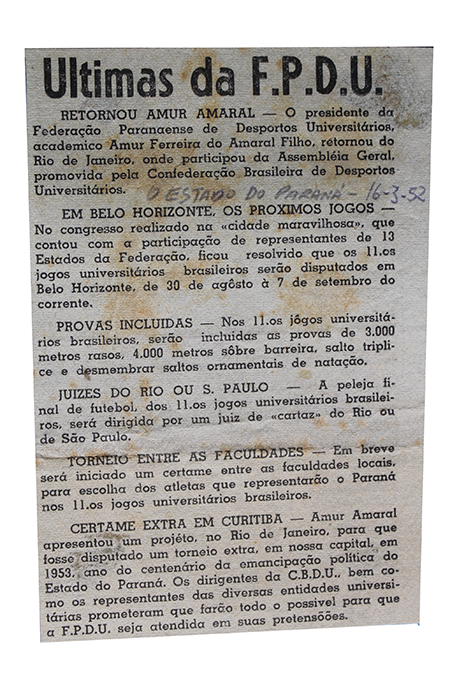 Ultimas da F.P.D.U.
RETORNOU AMUR AMARAL — O presidente da
Federação Paranaense de Desportos Universitários,
academico Amur Ferreira do Amaral Filho, retornou do
Rio de Janeiro, onde participou da Assembléia Geral,
promovida pela Confederação Brasileira de Desportos
Universitários.
O ESTADO DO PARANÁ - 16-3-52
EM BELO HORIZONTE, OS PROXIMOS JOGOS —
No congresso realizado na «cidade maravilhosa», que
contou com a participação de representantes de 13
Estados da Federação, ficou resolvido que os 11.os
jogos universitários brasileiros serão disputados em
Belo Horizonte, de 30 de agôsto à 7 de setembro do
corrente.
PROVAS INCLUIDAS — Nos 11.os jôgos universitá-
rios brasileiros, serão incluidas as provas de 3.000
metros rasos, 4.000 metros sôbre barreira, salto tripli-
ce e desmembrar saltos ornamentais de natação.
JUIZES DO RIO OU S. PAULO — A peleja fi-
nal de futebol, dos 11.os jogos universitários brasilei-
ros, será dirigida por um juiz de «cartaz» do Rio ou
de São Paulo.
TORNEIO ENTRE AS FACULDADES — Em breve
será iniciado um certame entre as faculdades locais,
para escolha dos atletas que representarão o Paraná
nos 11.os jogos universitários brasileiros.
CERTAME EXTRA EM CURITIBA — Amur Amaral
apresentou um projéto, no Rio de Janeiro, para que
fosse disputado um torneio extra, em nossa capital, em
1953, ano do centenário da emancipação política do
Estado do Paraná. Os dirigentes da C.B.D.U., bem co-
mo os representantes das diversas entidades universi-
tárias prometeram que farão todo o possivel para que
a F.P.D.U. seja atendida em suas pretensõões.